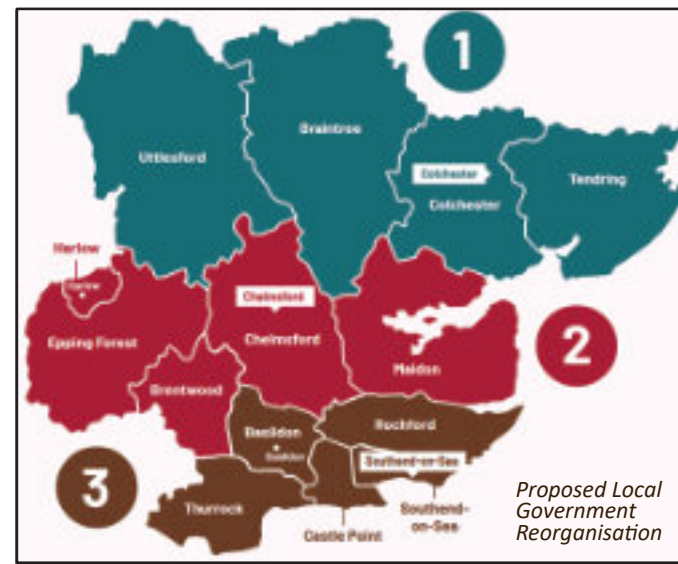 1
Uttlesford
Braintree
Colchester
Colchester
Tendring
Harlow
Harlow
Chelmsford
Chelmsford
Epping Forest
Maldon
2
Brentwood
Basildon
Basildon
Rochford
Southend-on-Sea
3
Thurrock
Castle Point
Southend-
on-Sea
Proposed Local
Government
Reorganisation